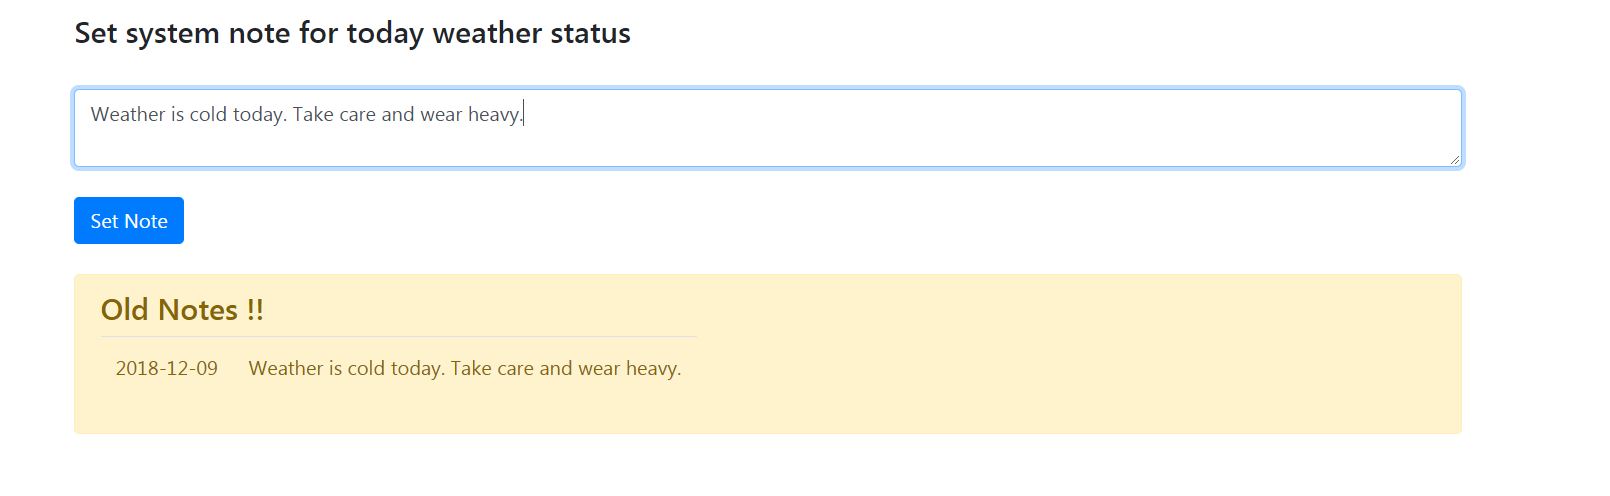 Set system note for today weather status
Weather is cold today. Take care and wear heavy.
Set Note
Old Notes !!
2018-12-09 Weather is cold today. Take care and wear heavy.